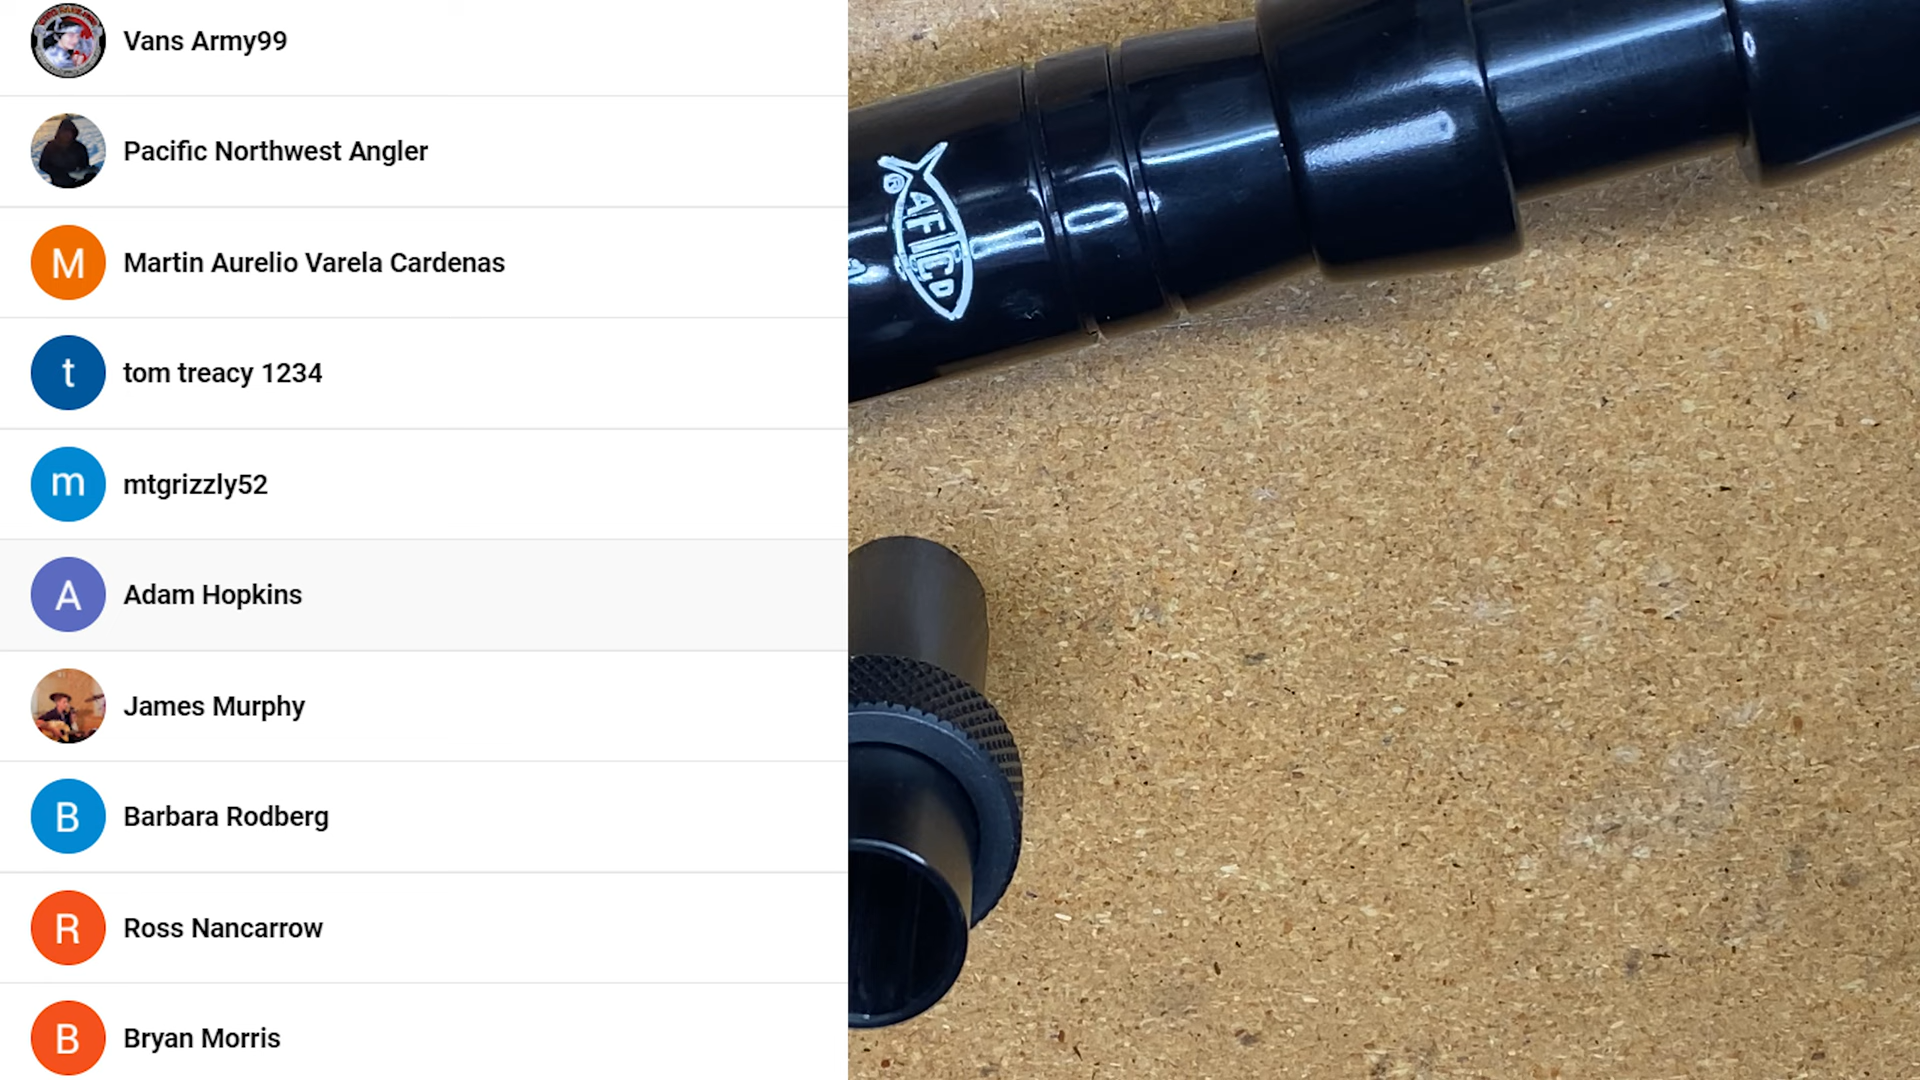 Vans Army99
Pacific Northwest Angler
M
Martin Aurelio Varela Cardenas
t
tom treacy 1234
m
mtgrizzly52
A
Adam Hopkins
James Murphy
B
Barbara Rodberg
R
Ross Nancarrow
B
Bryan Morris
® AFTCO